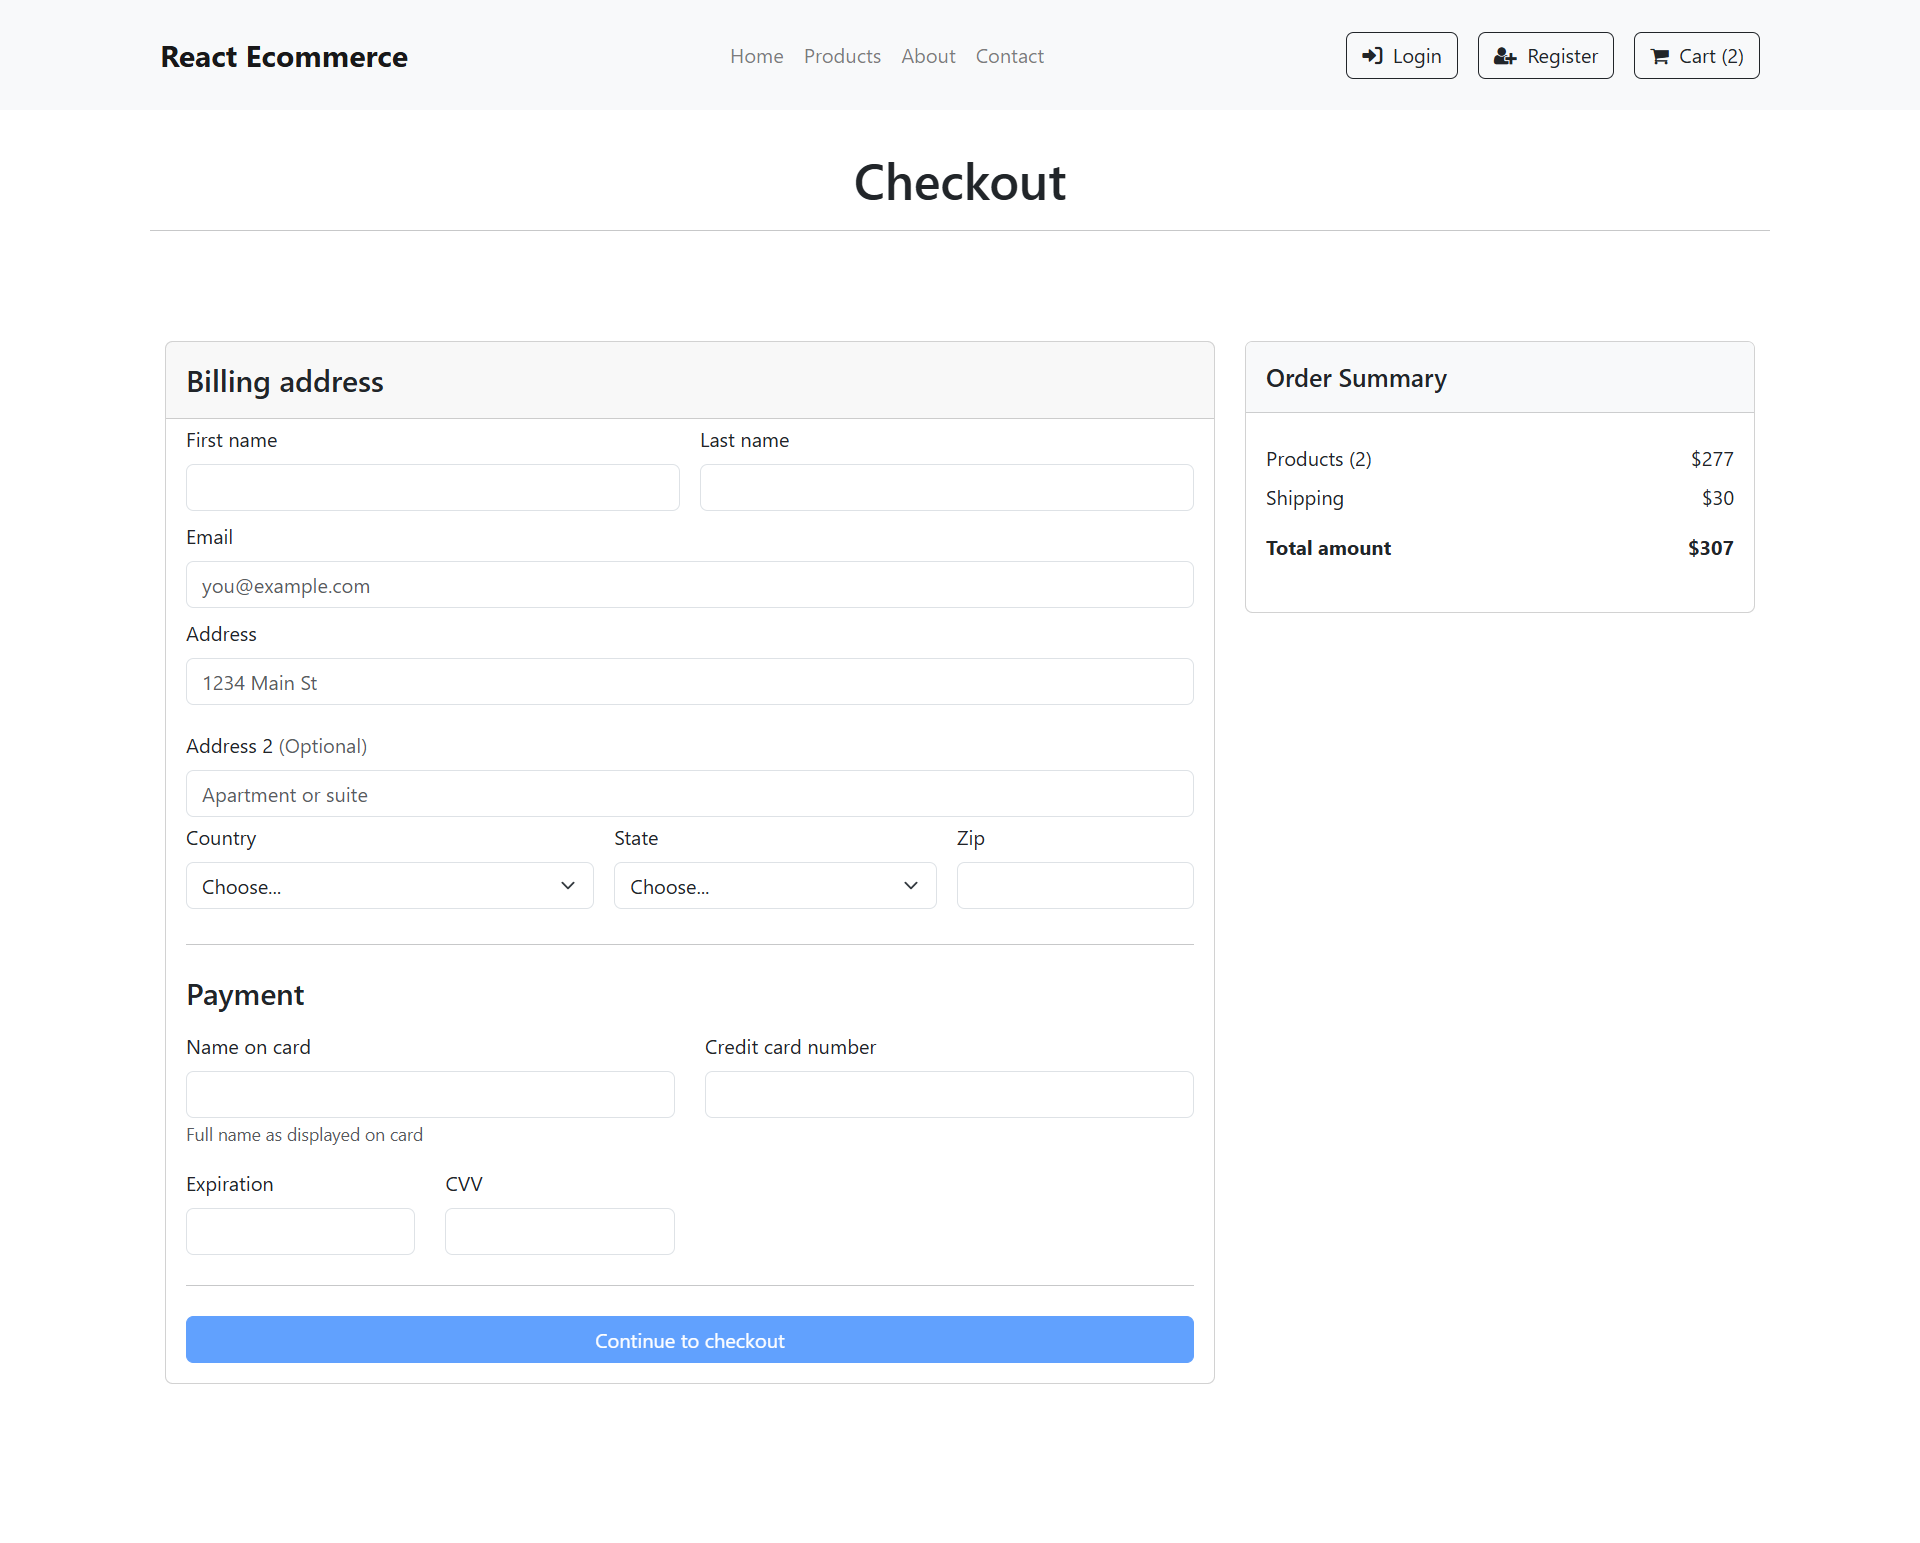 React Ecommerce
Home Products About Contact
Login Register Cart (2)
Checkout
Billing address
First name Last name
Email
you@example.com
Address
1234 Main St
Address 2 (Optional)
Apartment or suite
Country State Zip
Choose... Choose...
Payment
Name on card Credit card number
Full name as displayed on card
Expiration CVV
Continue to checkout
Order Summary
Products (2) $277
Shipping $30
Total amount $307